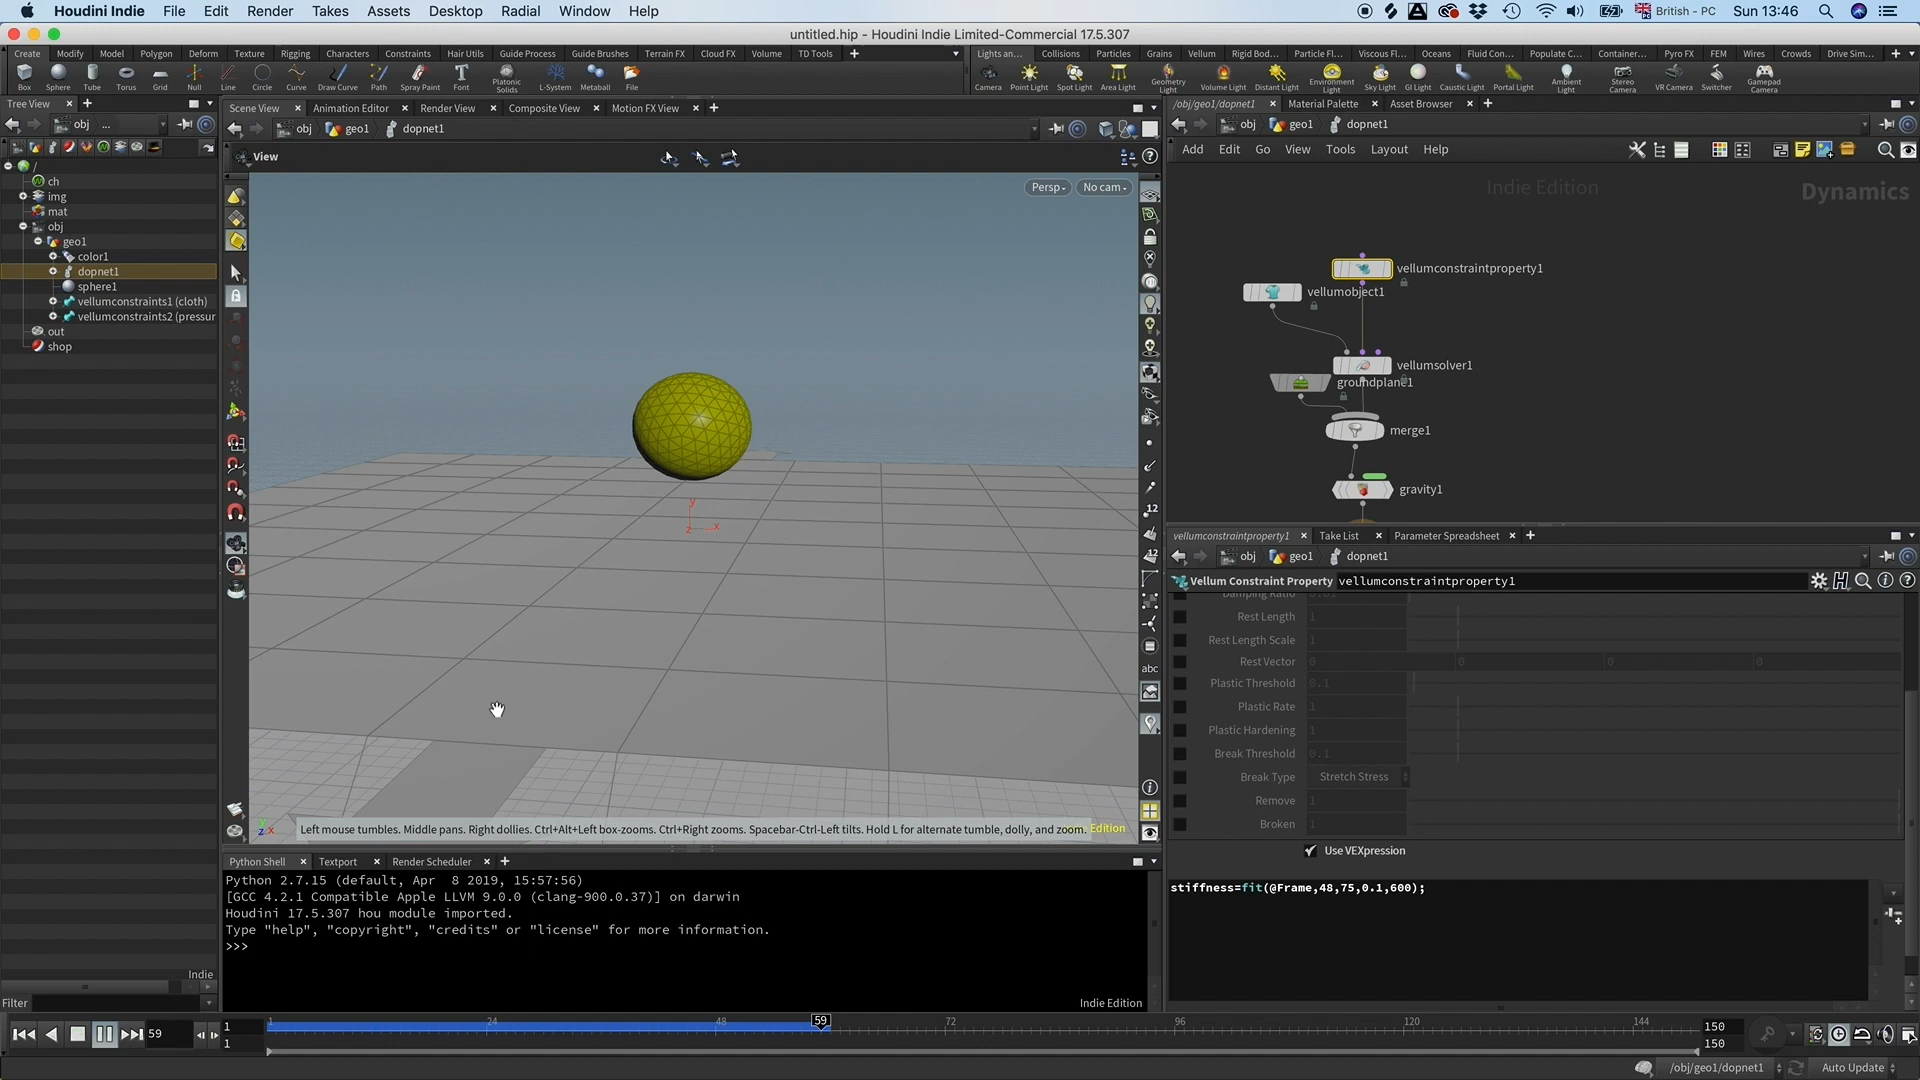 Houdini Indie File Edit Render Takes Assets Desktop Radial Window Help British - PC Sun 13:46
untitled.hip - Houdini Indie Limited-Commercial 17.5.307
Create Modify Model Polygon Deform Texture Rigging Characters Constraints Hair Utils Guide Process Guide Brushes Terrain FX Cloud FX Volume TD Tools
Lights an... Collisions Particles Grains Vellum Rigid Bod... Particle Fl... Viscous Fl... Oceans Fluid Con... Populate C... Container... Pyro FX FEM Wires Crowds Drive Sim...
Box Sphere Tube Torus Grid Null Line Circle Curve Draw Curve Path Spray Paint Font Platonic Solids L-System Metaball File
Camera Point Light Spot Light Area Light Geometry Light Volume Light Distant Light Environment Light Sky Light GI Light Caustic Light Portal Light Ambient Light Stereo Camera VR Camera Switcher Gamepad Camera
Tree View
obj ...
/
ch
img
mat
obj
geo1
color1
dopnet1
sphere1
vellumconstraints1 (cloth)
vellumconstraints2 (pressur
out
shop
Indie
Filter
Scene View Animation Editor Render View Composite View Motion FX View
obj geo1 dopnet1
View
Persp No cam
12
12
abc
y
z x
y
z x
Left mouse tumbles. Middle pans. Right dollies. Ctrl+Alt+Left box-zooms. Ctrl+Right zooms. Spacebar-Ctrl-Left tilts. Hold L for alternate tumble, dolly, and zoom. Edition
Python Shell Textport Render Scheduler
Python 2.7.15 (default, Apr  8 2019, 15:57:56)
[GCC 4.2.1 Compatible Apple LLVM 9.0.0 (clang-900.0.37)] on darwin
Houdini 17.5.307 hou module imported.
Type "help", "copyright", "credits" or "license" for more information.
>>>
Indie Edition
/obj/geo1/dopnet1 Material Palette Asset Browser
obj geo1 dopnet1
Add Edit Go View Tools Layout Help
Indie Edition
Dynamics
vellumconstraintproperty1
vellumobject1
vellumsolver1
groundplane1
merge1
gravity1
vellumconstraintproperty1 Take List Parameter Spreadsheet
obj geo1 dopnet1
Vellum Constraint Property vellumconstraintproperty1
Damping Ratio 0.01
Rest Length 1
Rest Length Scale 1
Rest Vector 0 0 0 0
Plastic Threshold 0.1
Plastic Rate 1
Plastic Hardening 1
Break Threshold 0.1
Break Type Stretch Stress
Remove 1
Broken 1
Use VEXpression
stiffness=fit(@Frame,48,75,0.1,600);
59 1 1 24 48 59 72 96 120 144 150
1 150
/obj/geo1/dopnet1 Auto Update